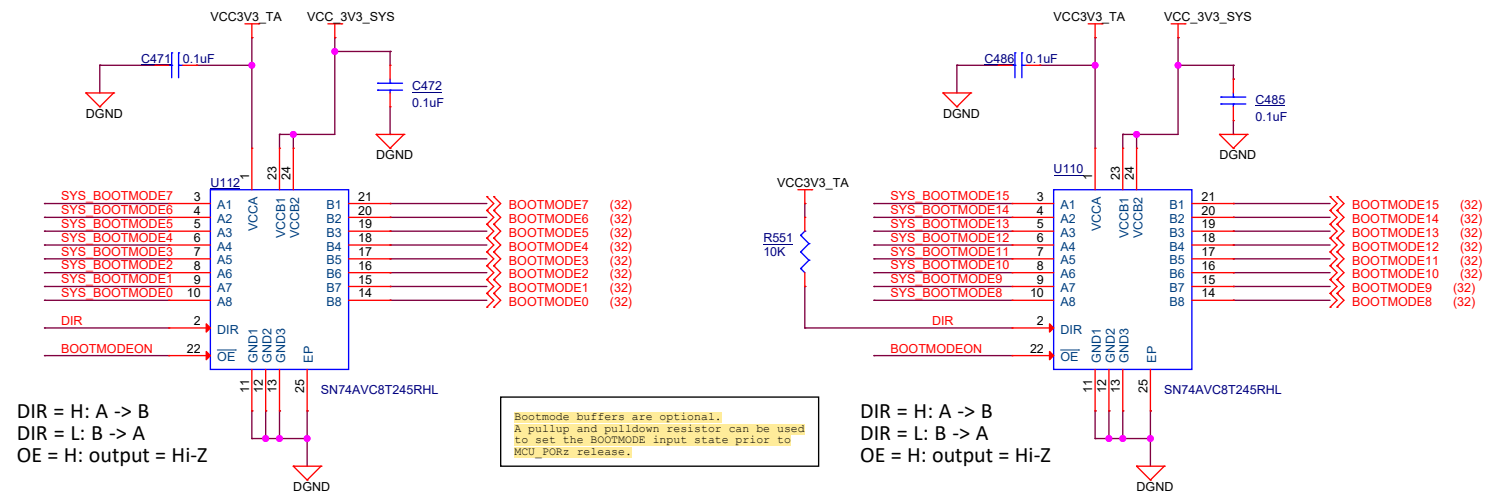 VCC3V3_TA
VCC_3V3_SYS
C471
0.1uF
DGND
C472
0.1uF
DGND
U112
1
23
24
VCCA
VCCB1
VCCB2
SYS_BOOTMODE7 3 A1 B1 21 BOOTMODE7 (32)
SYS_BOOTMODE6 4 A2 B2 20 BOOTMODE6 (32)
SYS_BOOTMODE5 5 A3 B3 19 BOOTMODE5 (32)
SYS_BOOTMODE4 6 A4 B4 18 BOOTMODE4 (32)
SYS_BOOTMODE3 7 A5 B5 17 BOOTMODE3 (32)
SYS_BOOTMODE2 8 A6 B6 16 BOOTMODE2 (32)
SYS_BOOTMODE1 9 A7 B7 15 BOOTMODE1 (32)
SYS_BOOTMODE0 10 A8 B8 14 BOOTMODE0 (32)
DIR 2 DIR
BOOTMODEON 22 OE
GND1
GND2
GND3
EP
11
12
13
25
SN74AVC8T245RHL
DGND
DIR = H: A -> B
DIR = L: B -> A
OE = H: output = Hi-Z
Bootmode buffers are optional.
A pullup and pulldown resistor can be used
to set the BOOTMODE input state prior to
MCU_PORz release.
VCC3V3_TA
VCC_3V3_SYS
C486
0.1uF
DGND
C485
0.1uF
DGND
VCC3V3_TA
R551
10K
U110
1
23
24
VCCA
VCCB1
VCCB2
SYS_BOOTMODE15 3 A1 B1 21 BOOTMODE15 (32)
SYS_BOOTMODE14 4 A2 B2 20 BOOTMODE14 (32)
SYS_BOOTMODE13 5 A3 B3 19 BOOTMODE13 (32)
SYS_BOOTMODE12 6 A4 B4 18 BOOTMODE12 (32)
SYS_BOOTMODE11 7 A5 B5 17 BOOTMODE11 (32)
SYS_BOOTMODE10 8 A6 B6 16 BOOTMODE10 (32)
SYS_BOOTMODE9 9 A7 B7 15 BOOTMODE9 (32)
SYS_BOOTMODE8 10 A8 B8 14 BOOTMODE8 (32)
DIR 2 DIR
BOOTMODEON 22 OE
GND1
GND2
GND3
EP
11
12
13
25
SN74AVC8T245RHL
DGND
DIR = H: A -> B
DIR = L: B -> A
OE = H: output = Hi-Z